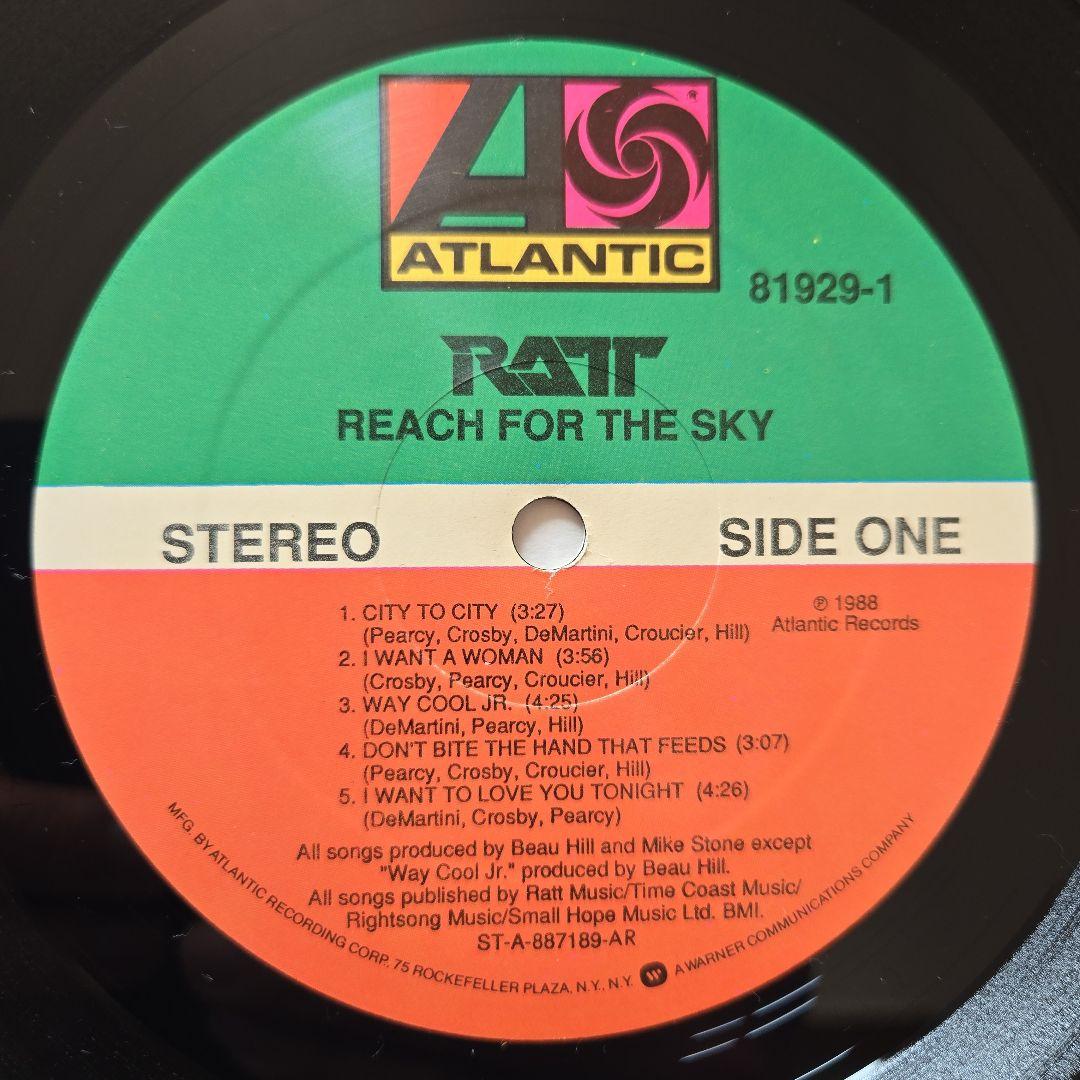 A
®
ATLANTIC
81929-1
RATT
REACH FOR THE SKY
STEREO
SIDE ONE
℗ 1988
Atlantic Records
1. CITY TO CITY (3:27)
(Pearcy, Crosby, DeMartini, Croucier, Hill)
2. I WANT A WOMAN (3:56)
(Crosby, Pearcy, Croucier, Hill)
3. WAY COOL JR. (4:25)
(DeMartini, Pearcy, Hill)
4. DON'T BITE THE HAND THAT FEEDS (3:07)
(Pearcy, Crosby, Croucier, Hill)
5. I WANT TO LOVE YOU TONIGHT (4:26)
(DeMartini, Crosby, Pearcy)
All songs produced by Beau Hill and Mike Stone except
"Way Cool Jr." produced by Beau Hill.
All songs published by Ratt Music/Time Coast Music/
Rightsong Music/Small Hope Music Ltd. BMI.
ST-A-887189-AR
MFG. BY ATLANTIC RECORDING CORP., 75 ROCKEFELLER PLAZA, N.Y., N.Y. A WARNER COMMUNICATIONS COMPANY